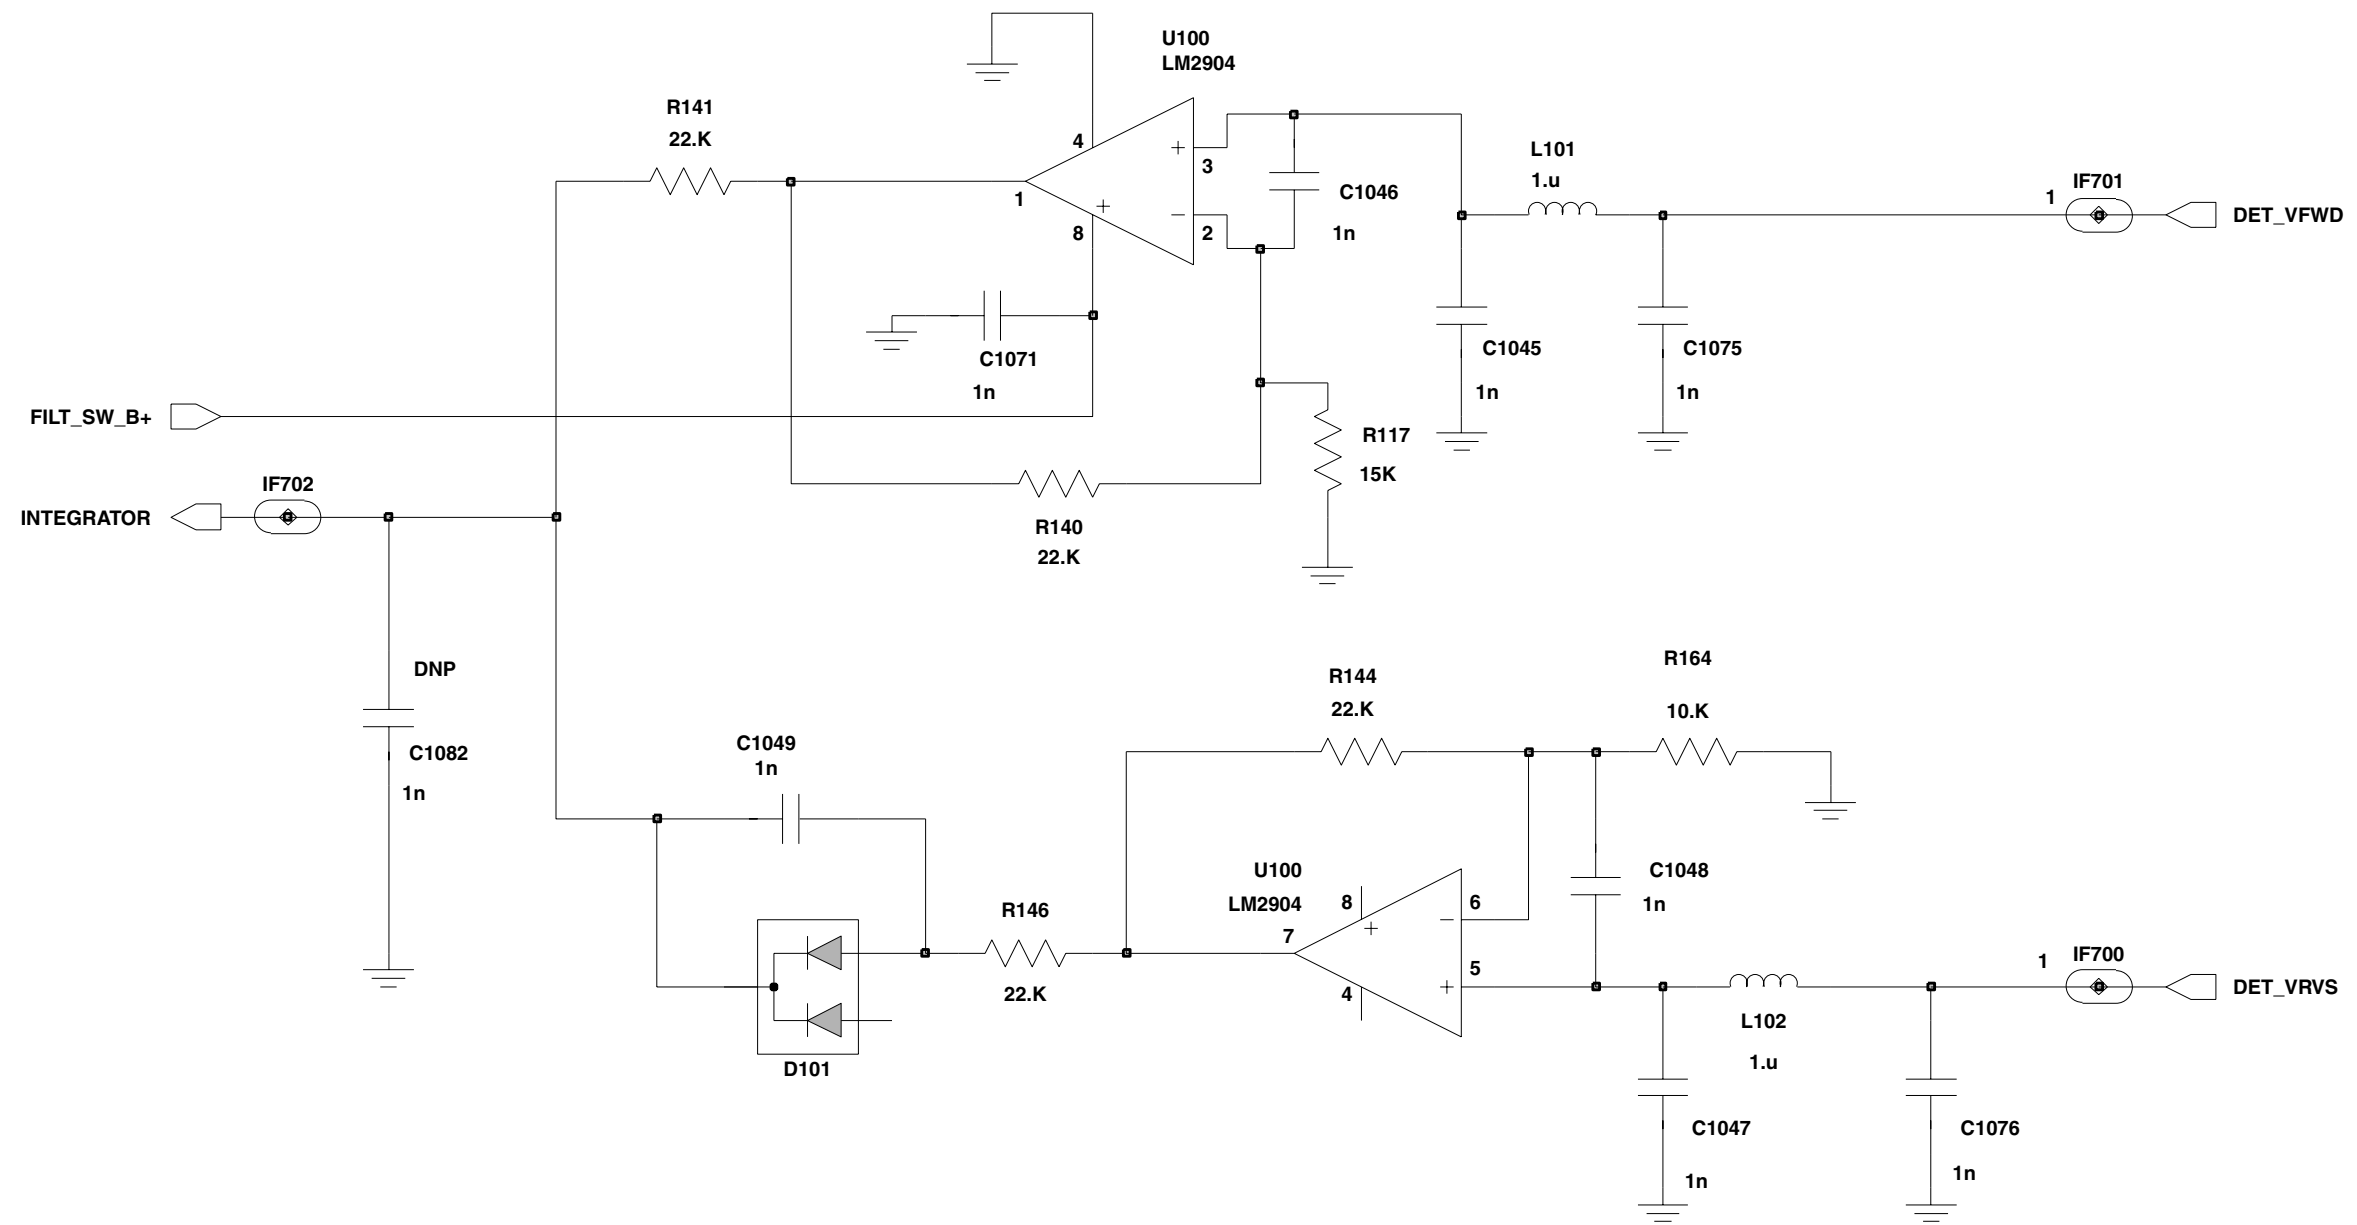 U100
LM2904
R141
22.K
4
+
3
1
+
8
−
2
C1046
1n
L101
1.u
1
IF701
DET_VFWD
C1071
1n
C1045
1n
C1075
1n
FILT_SW_B+
R117
15K
IF702
INTEGRATOR
R140
22.K
DNP
C1082
1n
R144
22.K
R164
10.K
C1049
1n
U100
LM2904
8
+
7
6
−
5
+
4
C1048
1n
R146
22.K
D101
1
IF700
DET_VRVS
L102
1.u
C1047
1n
C1076
1n